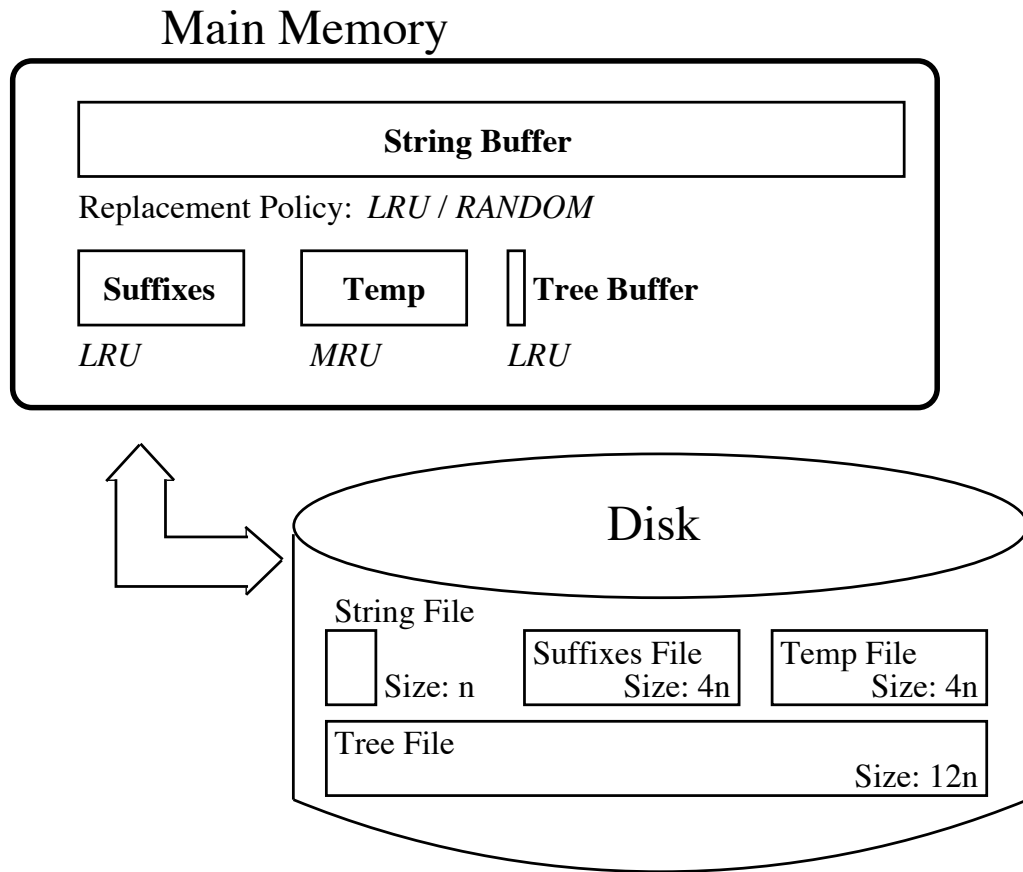 Main Memory
String Buffer
Replacement Policy: LRU / RANDOM
Suffixes Temp Tree Buffer
LRU MRU LRU
Disk
String File
Size: n
Suffixes File
Size: 4n
Temp File
Size: 4n
Tree File
Size: 12n